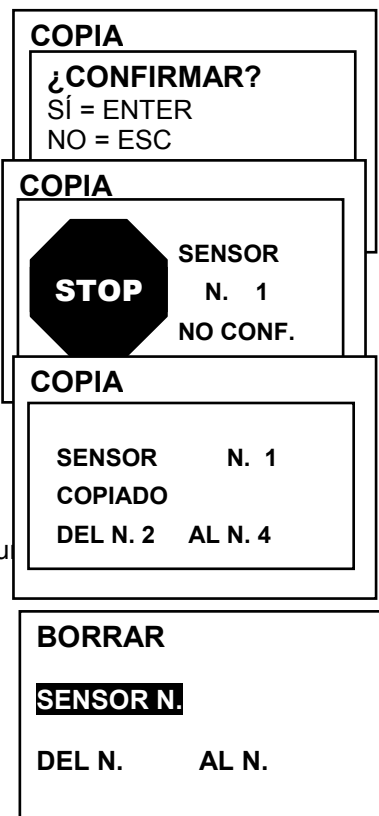 COPIA
¿CONFIRMAR?
SÍ = ENTER
NO = ESC
COPIA
STOP
SENSOR
N. 1
NO CONF.
COPIA
SENSOR N. 1
COPIADO
DEL N. 2 AL N. 4
BORRAR
SENSOR N.
DEL N. AL N.